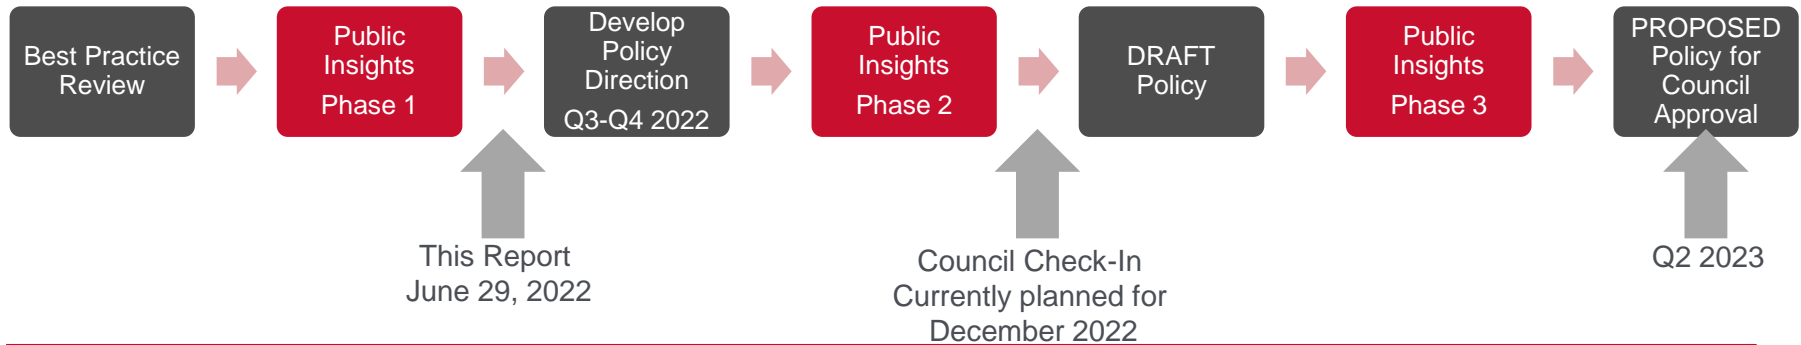 Best Practice
Review
Public
Insights
Phase 1
Develop
Policy
Direction
Q3-Q4 2022
Public
Insights
Phase 2
DRAFT
Policy
Public
Insights
Phase 3
PROPOSED
Policy for
Council
Approval
This Report
June 29, 2022
Council Check-In
Currently planned for
December 2022
Q2 2023